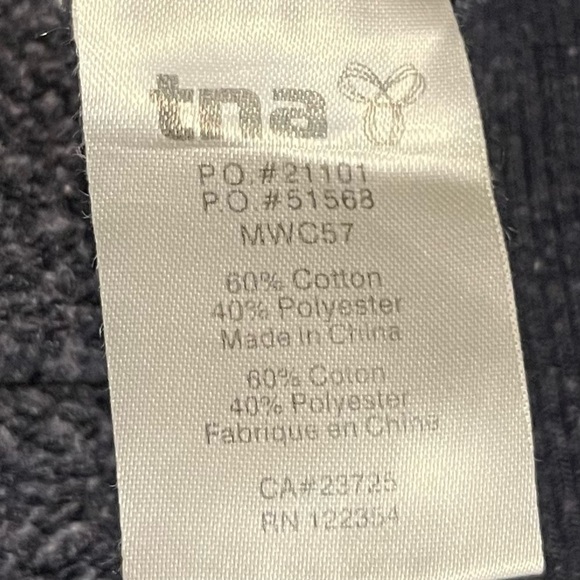 tna
P.O.#21101
P.O.#51568
MWC57
60% Cotton
40% Polyester
Made in China
60% Coton
40% Polyester
Fabriqué en Chine
CA#23725
RN 122354